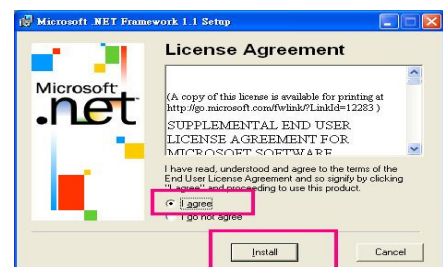 Microsoft .NET Framework 1.1 Setup
License Agreement
Microsoft
.net
(A copy of this license is available for printing at
http://go.microsoft.com/fwlink/?LinkId=12283 )
SUPPLEMENTAL END USER
LICENSE AGREEMENT FOR
MICROSOFT SOFTWARE
I have read, understood and agree to the terms of the
End User License Agreement and so signify by clicking
"I agree" and proceeding to use this product.
I agree
I do not agree
Install
Cancel